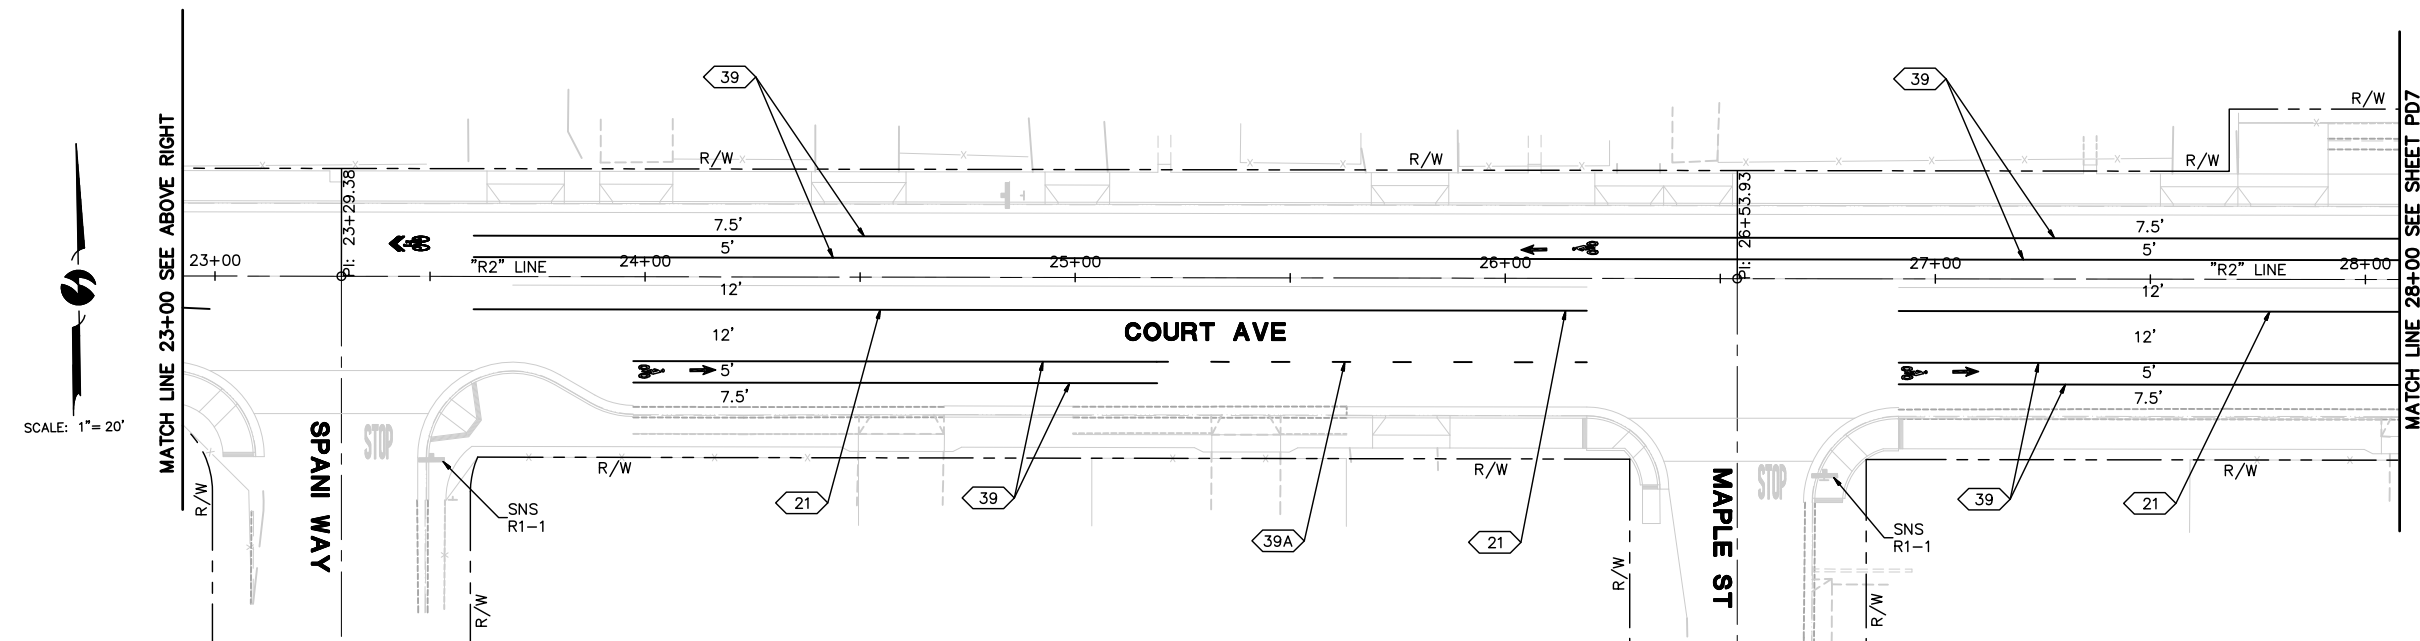 39
39
R/W
R/W
R/W
R/W
MATCH LINE 23+00 SEE ABOVE RIGHT
MATCH LINE 28+00 SEE SHEET PD7
PI: 23+29.38
PI: 26+53.93
7.5'
7.5'
5'
5'
23+00
"R2" LINE
24+00
25+00
26+00
27+00
"R2" LINE
28+00
12'
12'
COURT AVE
12'
12'
5'
5'
7.5'
7.5'
SCALE: 1"=20'
SPANI WAY
STOP
R/W
R/W
R/W
MAPLE ST
STOP
R/W
SNS
R1-1
21
39
39A
21
SNS
R1-1
39
21
R/W
R/W
R/W